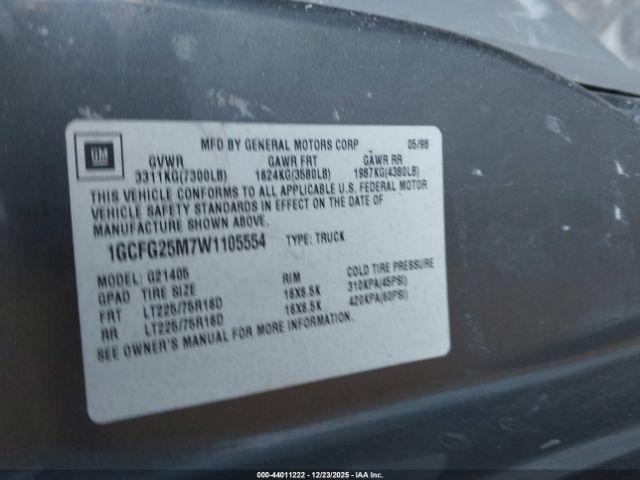 GM
MFD BY GENERAL MOTORS CORP 05/98
GVWR GAWR FRT GAWR RR
3311KG(7300LB) 1624KG(3580LB) 1987KG(4380LB)
THIS VEHICLE CONFORMS TO ALL APPLICABLE U.S. FEDERAL MOTOR
VEHICLE SAFETY STANDARDS IN EFFECT ON THE DATE OF
MANUFACTURE SHOWN ABOVE.
1GCFG25M7W1105554 TYPE: TRUCK
MODEL: G21405
GPAD TIRE SIZE RIM COLD TIRE PRESSURE
FRT LT225/75R16D 16X6.5K 310KPA(45PSI)
RR LT225/75R16D 16X6.5K 420KPA(60PSI)
SEE OWNER'S MANUAL FOR MORE INFORMATION.
000-44011222 - 12/23/2025 - IAA Inc.